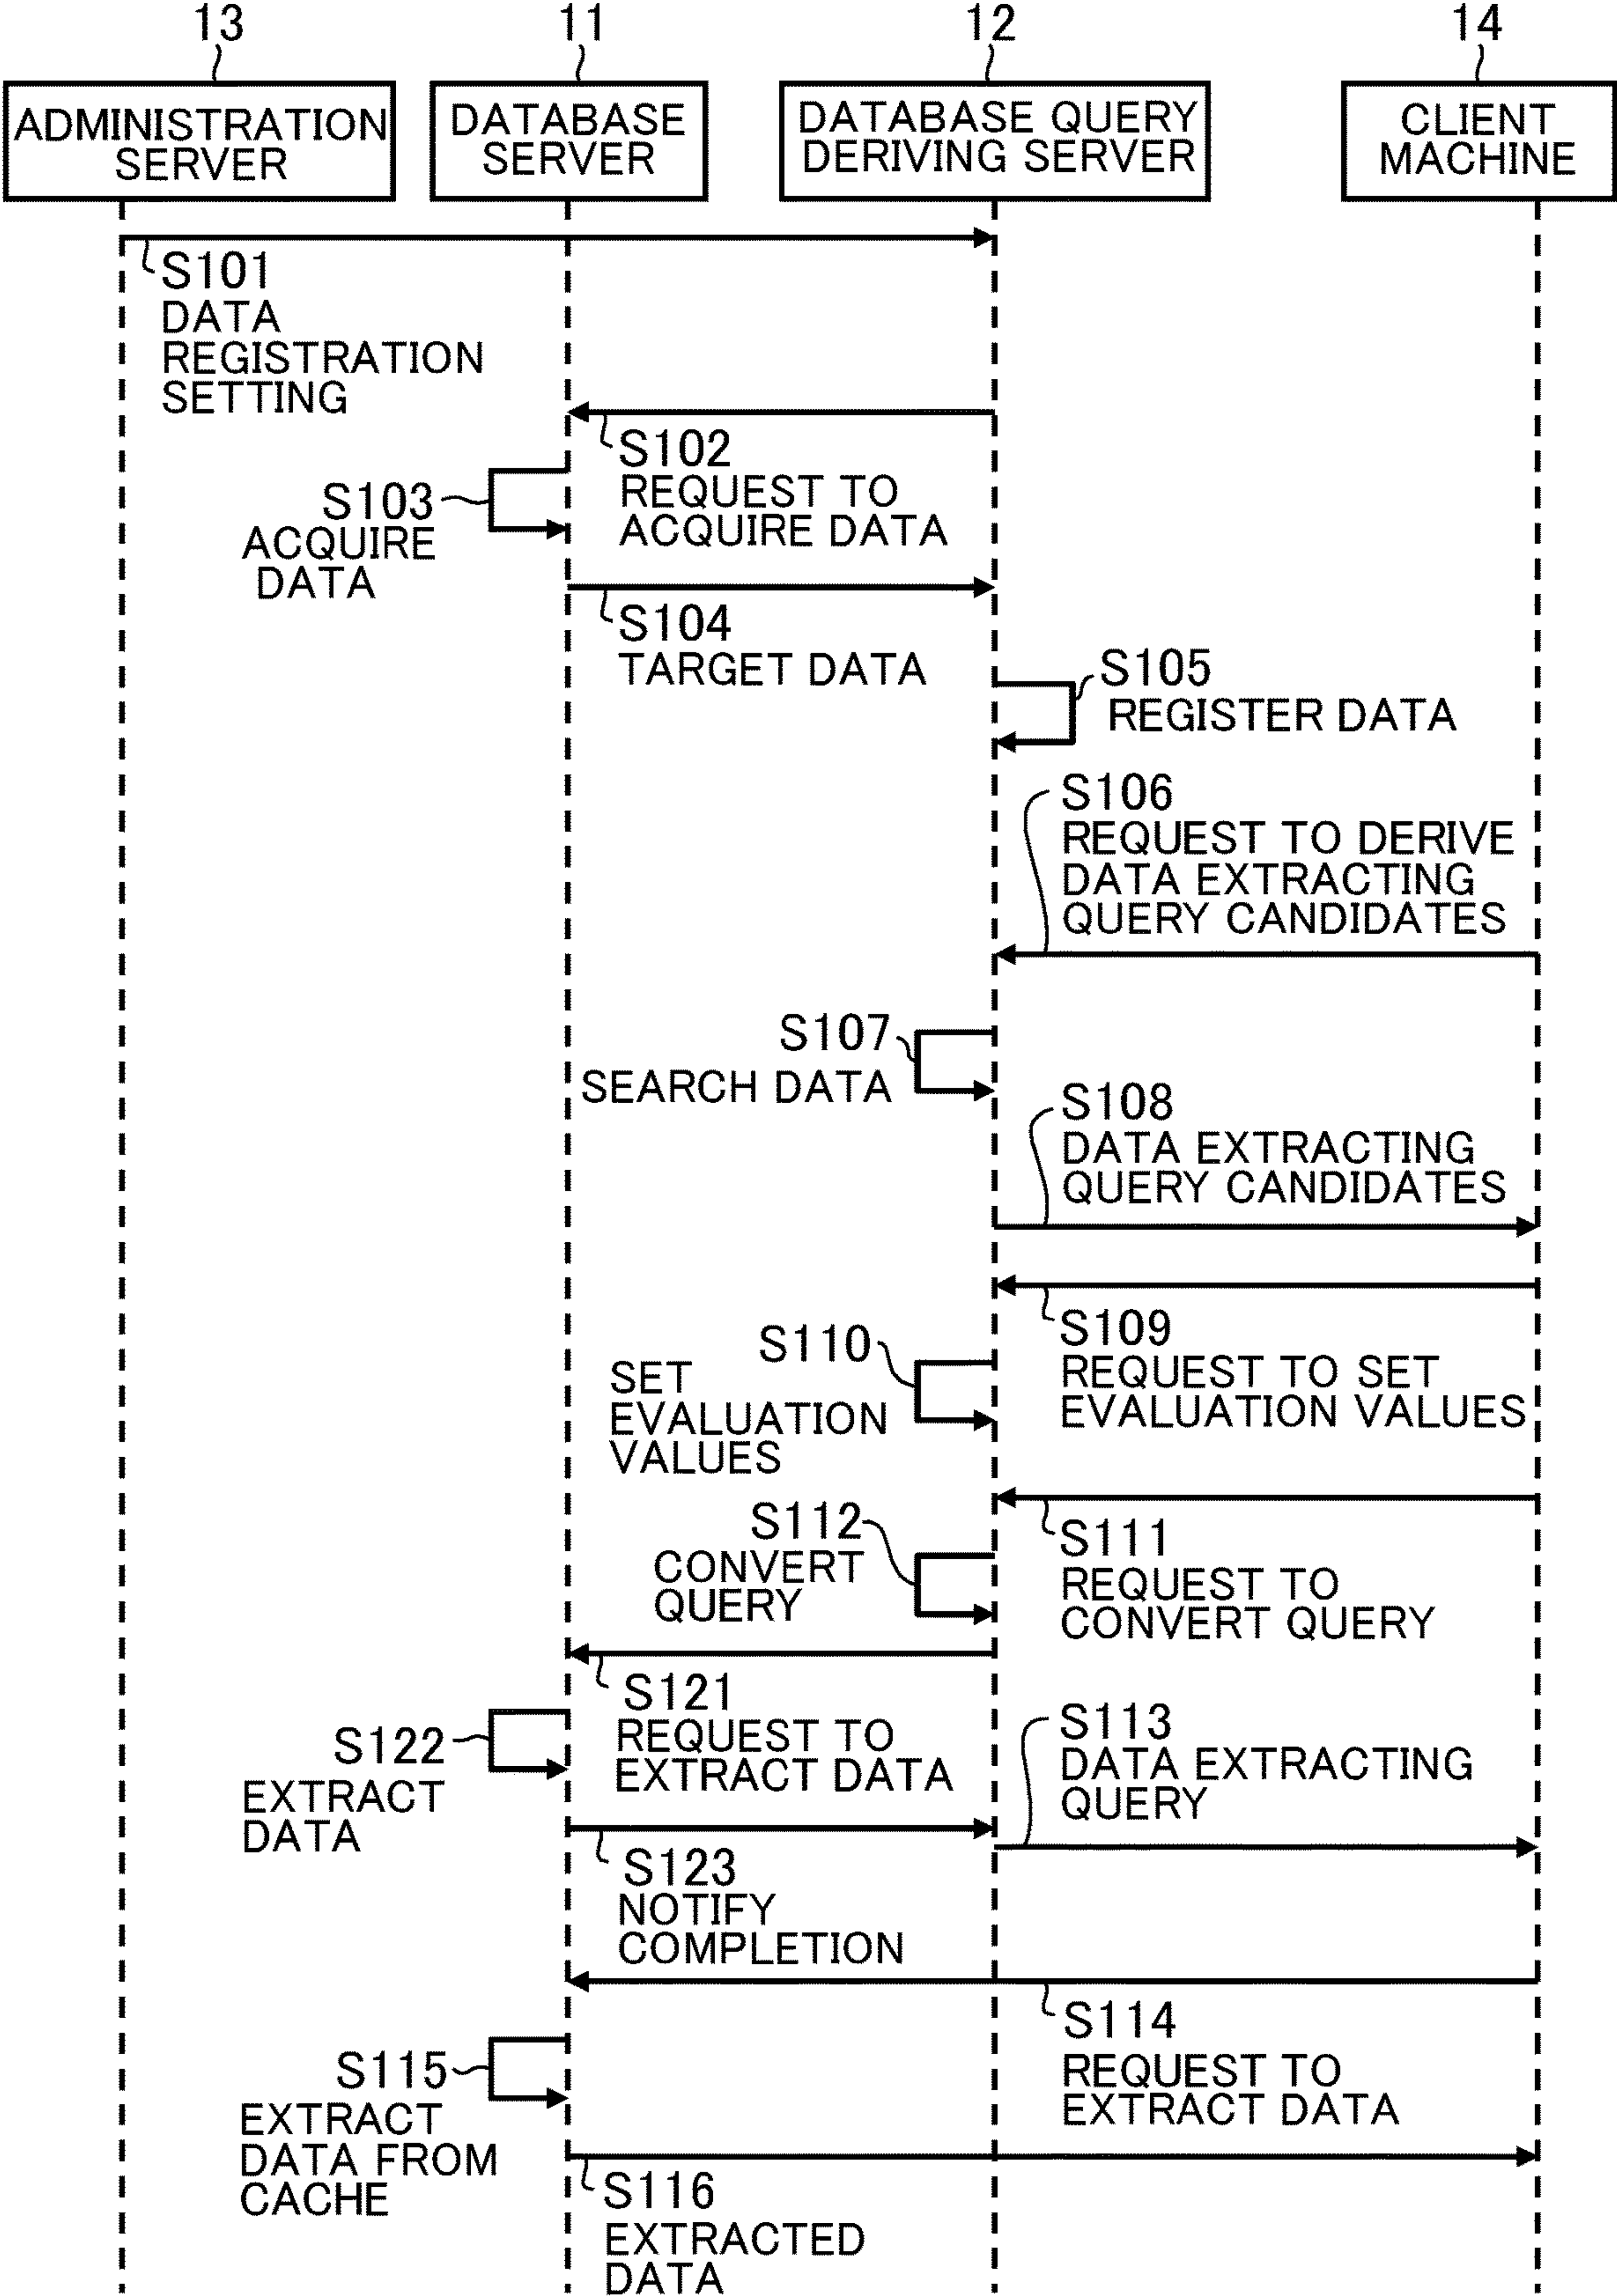 13
11
12
14
ADMINISTRATION
SERVER
DATABASE
SERVER
DATABASE QUERY
DERIVING SERVER
CLIENT
MACHINE
S101
DATA
REGISTRATION
SETTING
S102
REQUEST TO
ACQUIRE DATA
S103
ACQUIRE
DATA
S104
TARGET DATA
S105
REGISTER DATA
S106
REQUEST TO DERIVE
DATA EXTRACTING
QUERY CANDIDATES
S107
SEARCH DATA
S108
DATA EXTRACTING
QUERY CANDIDATES
S109
REQUEST TO SET
EVALUATION VALUES
S110
SET
EVALUATION
VALUES
S111
REQUEST TO
CONVERT QUERY
S112
CONVERT
QUERY
S121
REQUEST TO
EXTRACT DATA
S122
EXTRACT
DATA
S113
DATA EXTRACTING
QUERY
S123
NOTIFY
COMPLETION
S114
REQUEST TO
EXTRACT DATA
S115
EXTRACT
DATA FROM
CACHE
S116
EXTRACTED
DATA